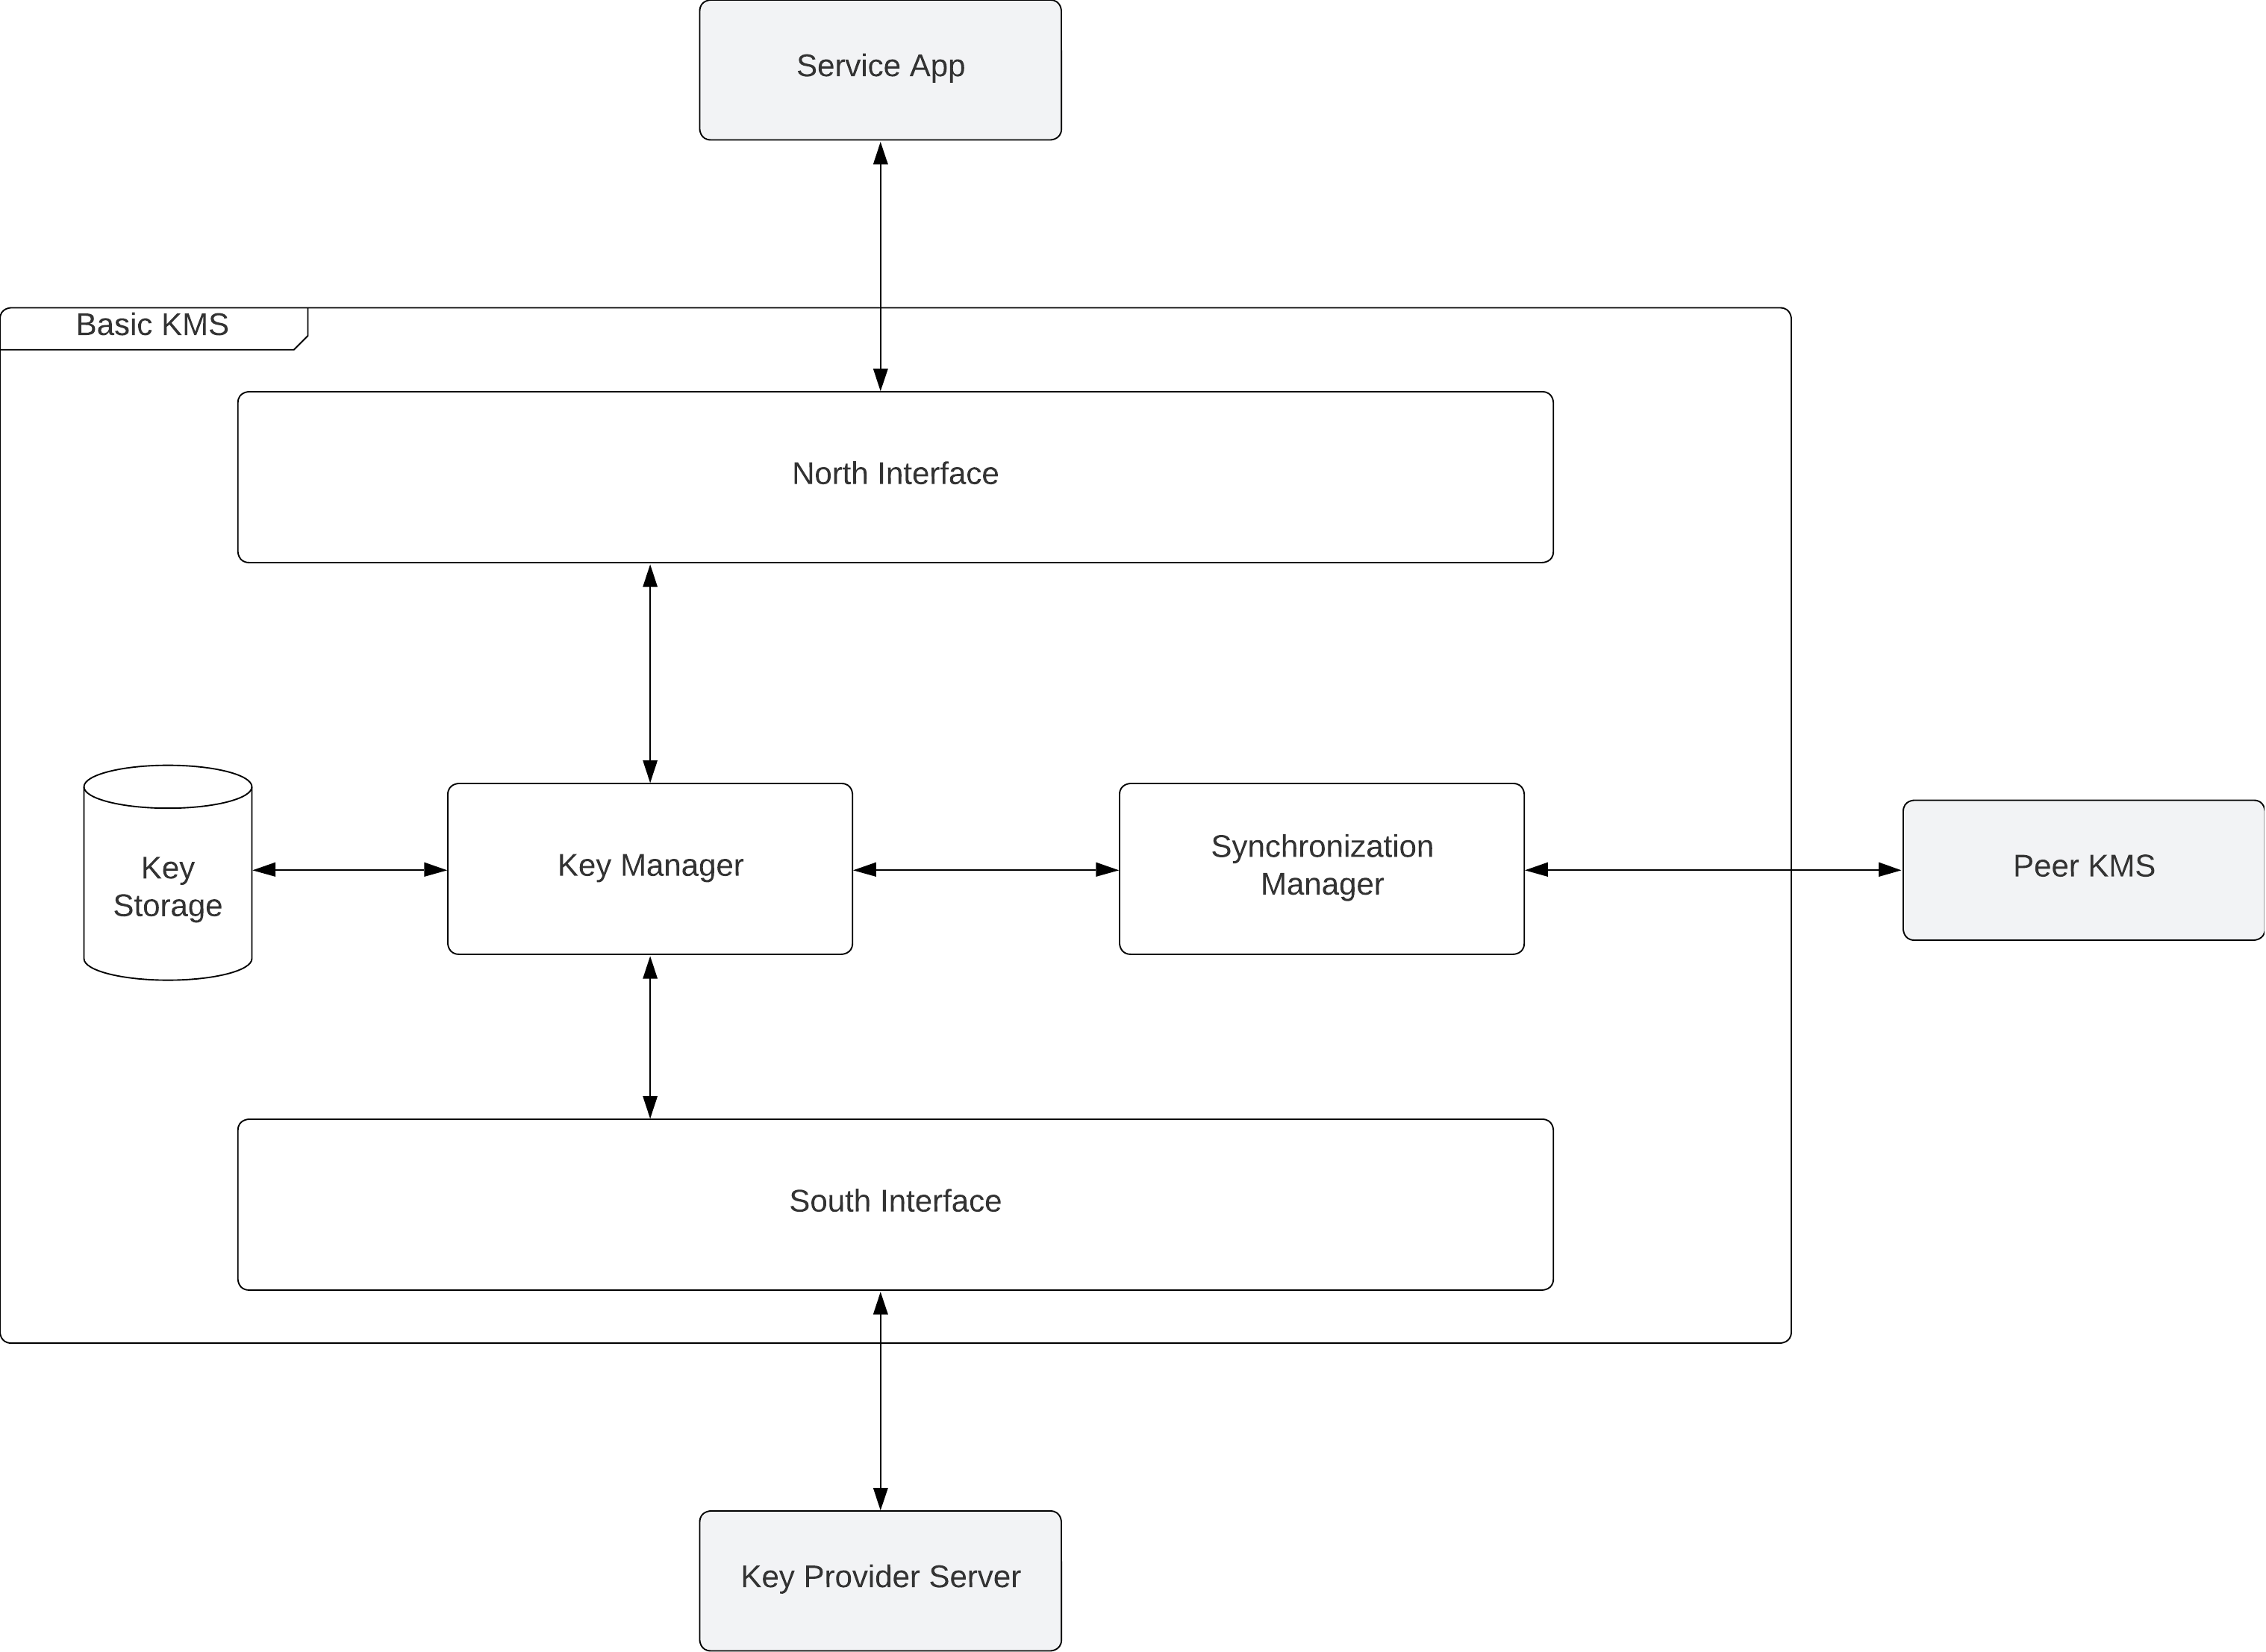 Service App
Basic KMS
North Interface
Key
Storage
Key Manager
Synchronization
Manager
Peer KMS
South Interface
Key Provider Server